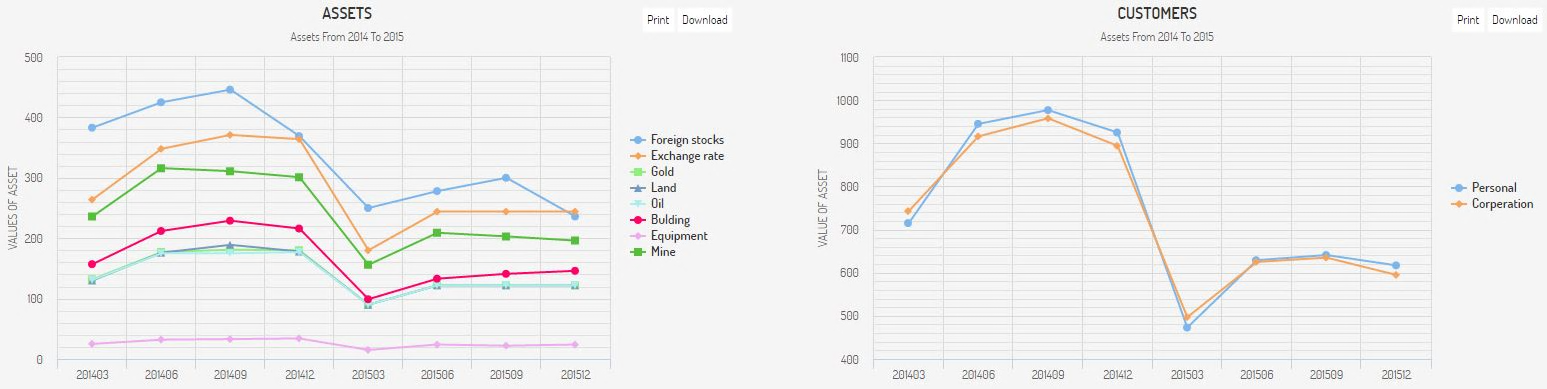 ASSETS
Assets From 2014 To 2015
Print Download
VALUES OF ASSET
500
400
300
200
100
0
201403 201406 201409 201412 201503 201506 201509 201512
Foreign stocks
Exchange rate
Gold
Land
Oil
Bulding
Equipment
Mine
CUSTOMERS
Assets From 2014 To 2015
Print Download
VALUE OF ASSET
1100
1000
900
800
700
600
500
400
201403 201406 201409 201412 201503 201506 201509 201512
Personal
Corperation